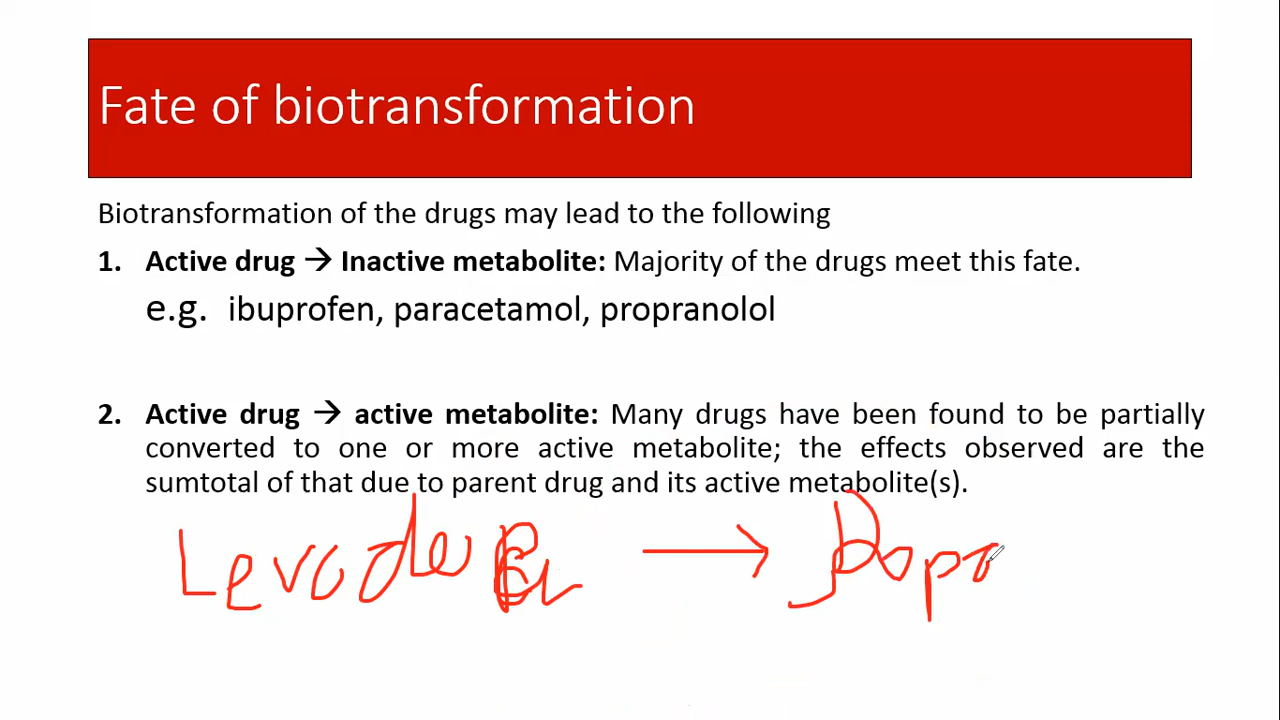 Fate of biotransformation
Biotransformation of the drugs may lead to the following
1. Active drug → Inactive metabolite: Majority of the drugs meet this fate.
e.g. ibuprofen, paracetamol, propranolol
2. Active drug → active metabolite: Many drugs have been found to be partially
converted to one or more active metabolite; the effects observed are the
sumtotal of that due to parent drug and its active metabolite(s).
→ Dopa